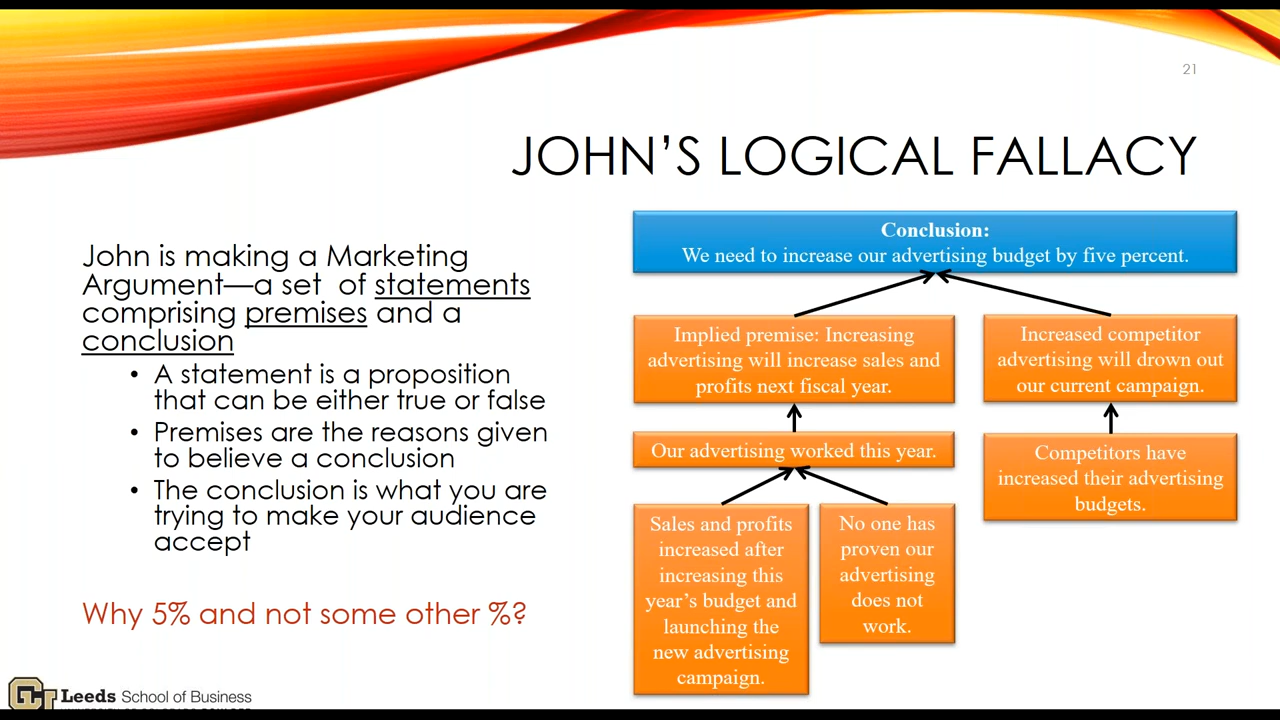 21
JOHN'S LOGICAL FALLACY
John is making a Marketing
Argument—a set of statements
comprising premises and a
conclusion
• A statement is a proposition
that can be either true or false
• Premises are the reasons given
to believe a conclusion
• The conclusion is what you are
trying to make your audience
accept
Why 5% and not some other %?
Conclusion:
We need to increase our advertising budget by five percent.
Implied premise: Increasing
advertising will increase sales and
profits next fiscal year.
Increased competitor
advertising will drown out
our current campaign.
Our advertising worked this year.
Competitors have
increased their advertising
budgets.
Sales and profits
increased after
increasing this
year's budget and
launching the
new advertising
campaign.
No one has
proven our
advertising
does not
work.
Leeds School of Business